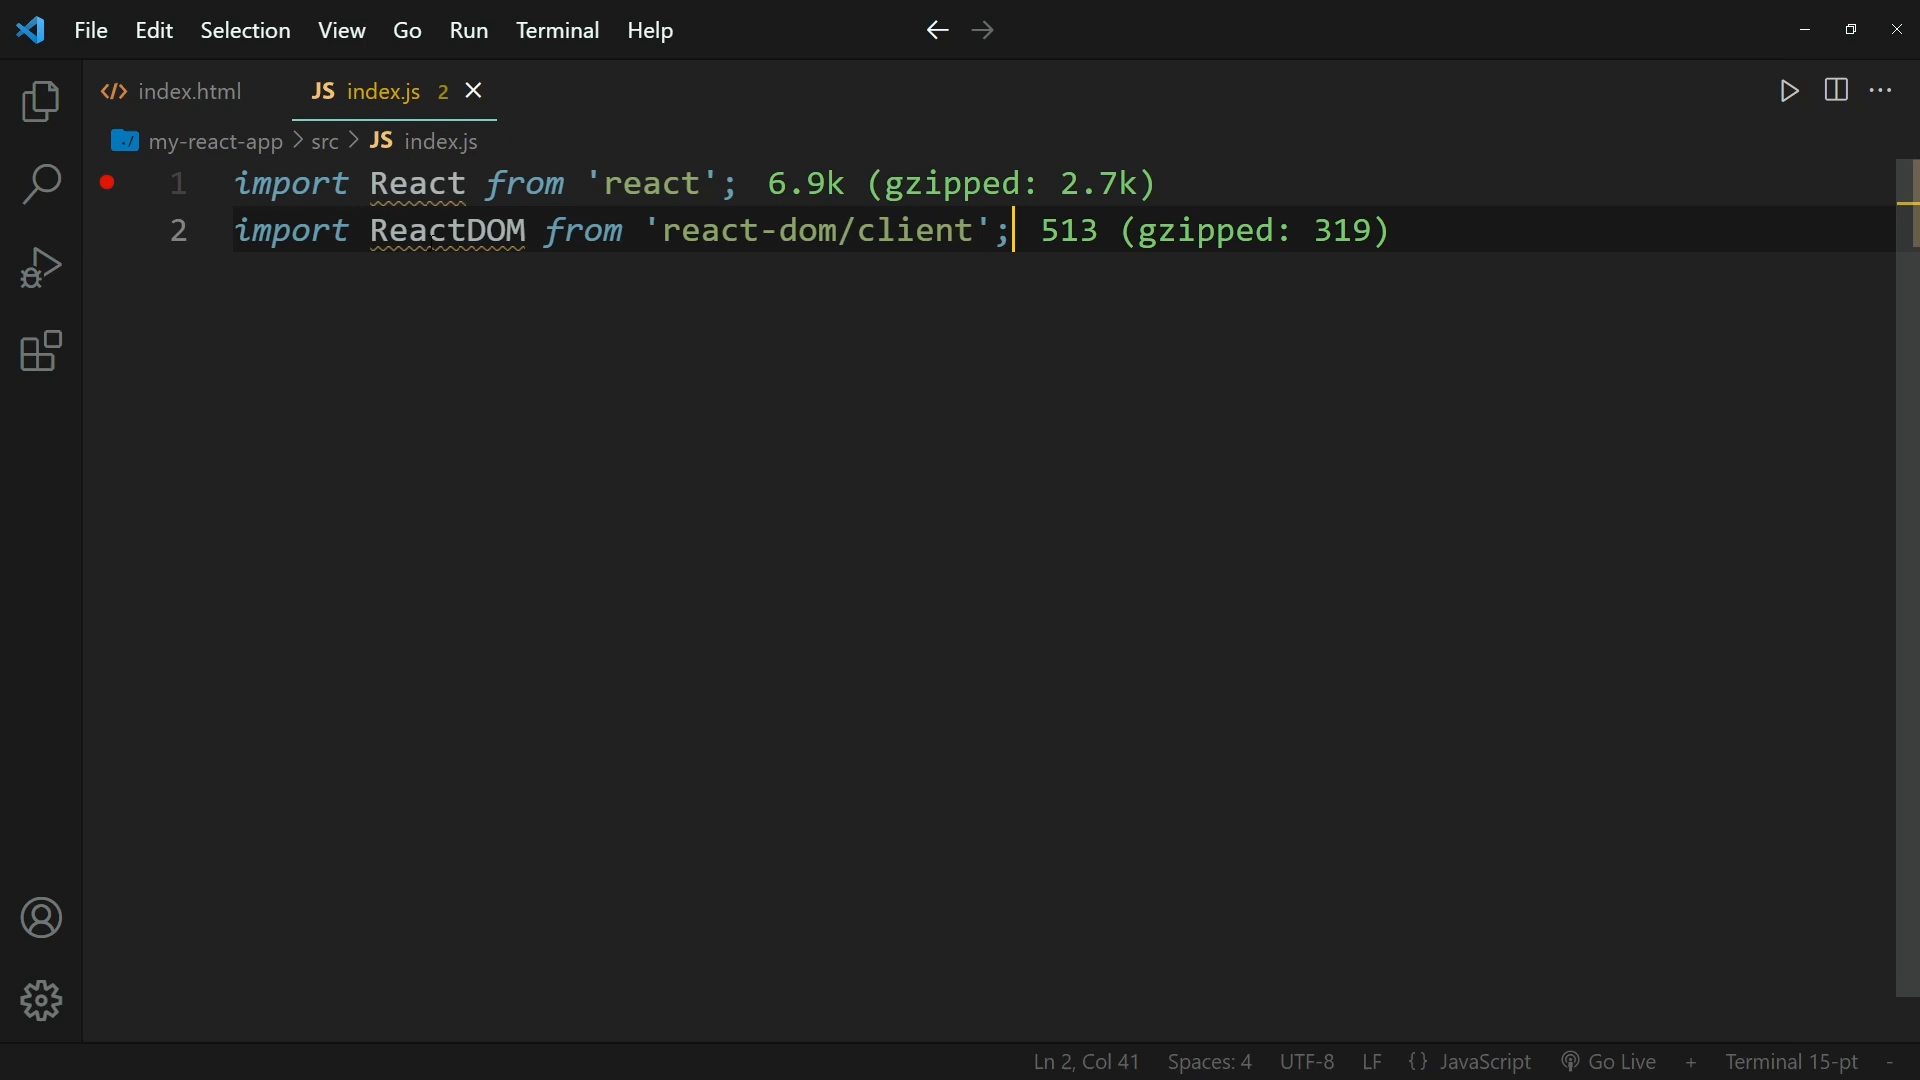 File Edit Selection View Go Run Terminal Help
index.html JS index.js 2
my-react-app > src > JS index.js
1 import React from 'react'; 6.9k (gzipped: 2.7k)
2 import ReactDOM from 'react-dom/client'; 513 (gzipped: 319)
Ln 2, Col 41 Spaces: 4 UTF-8 LF {} JavaScript Go Live + Terminal 15-pt -